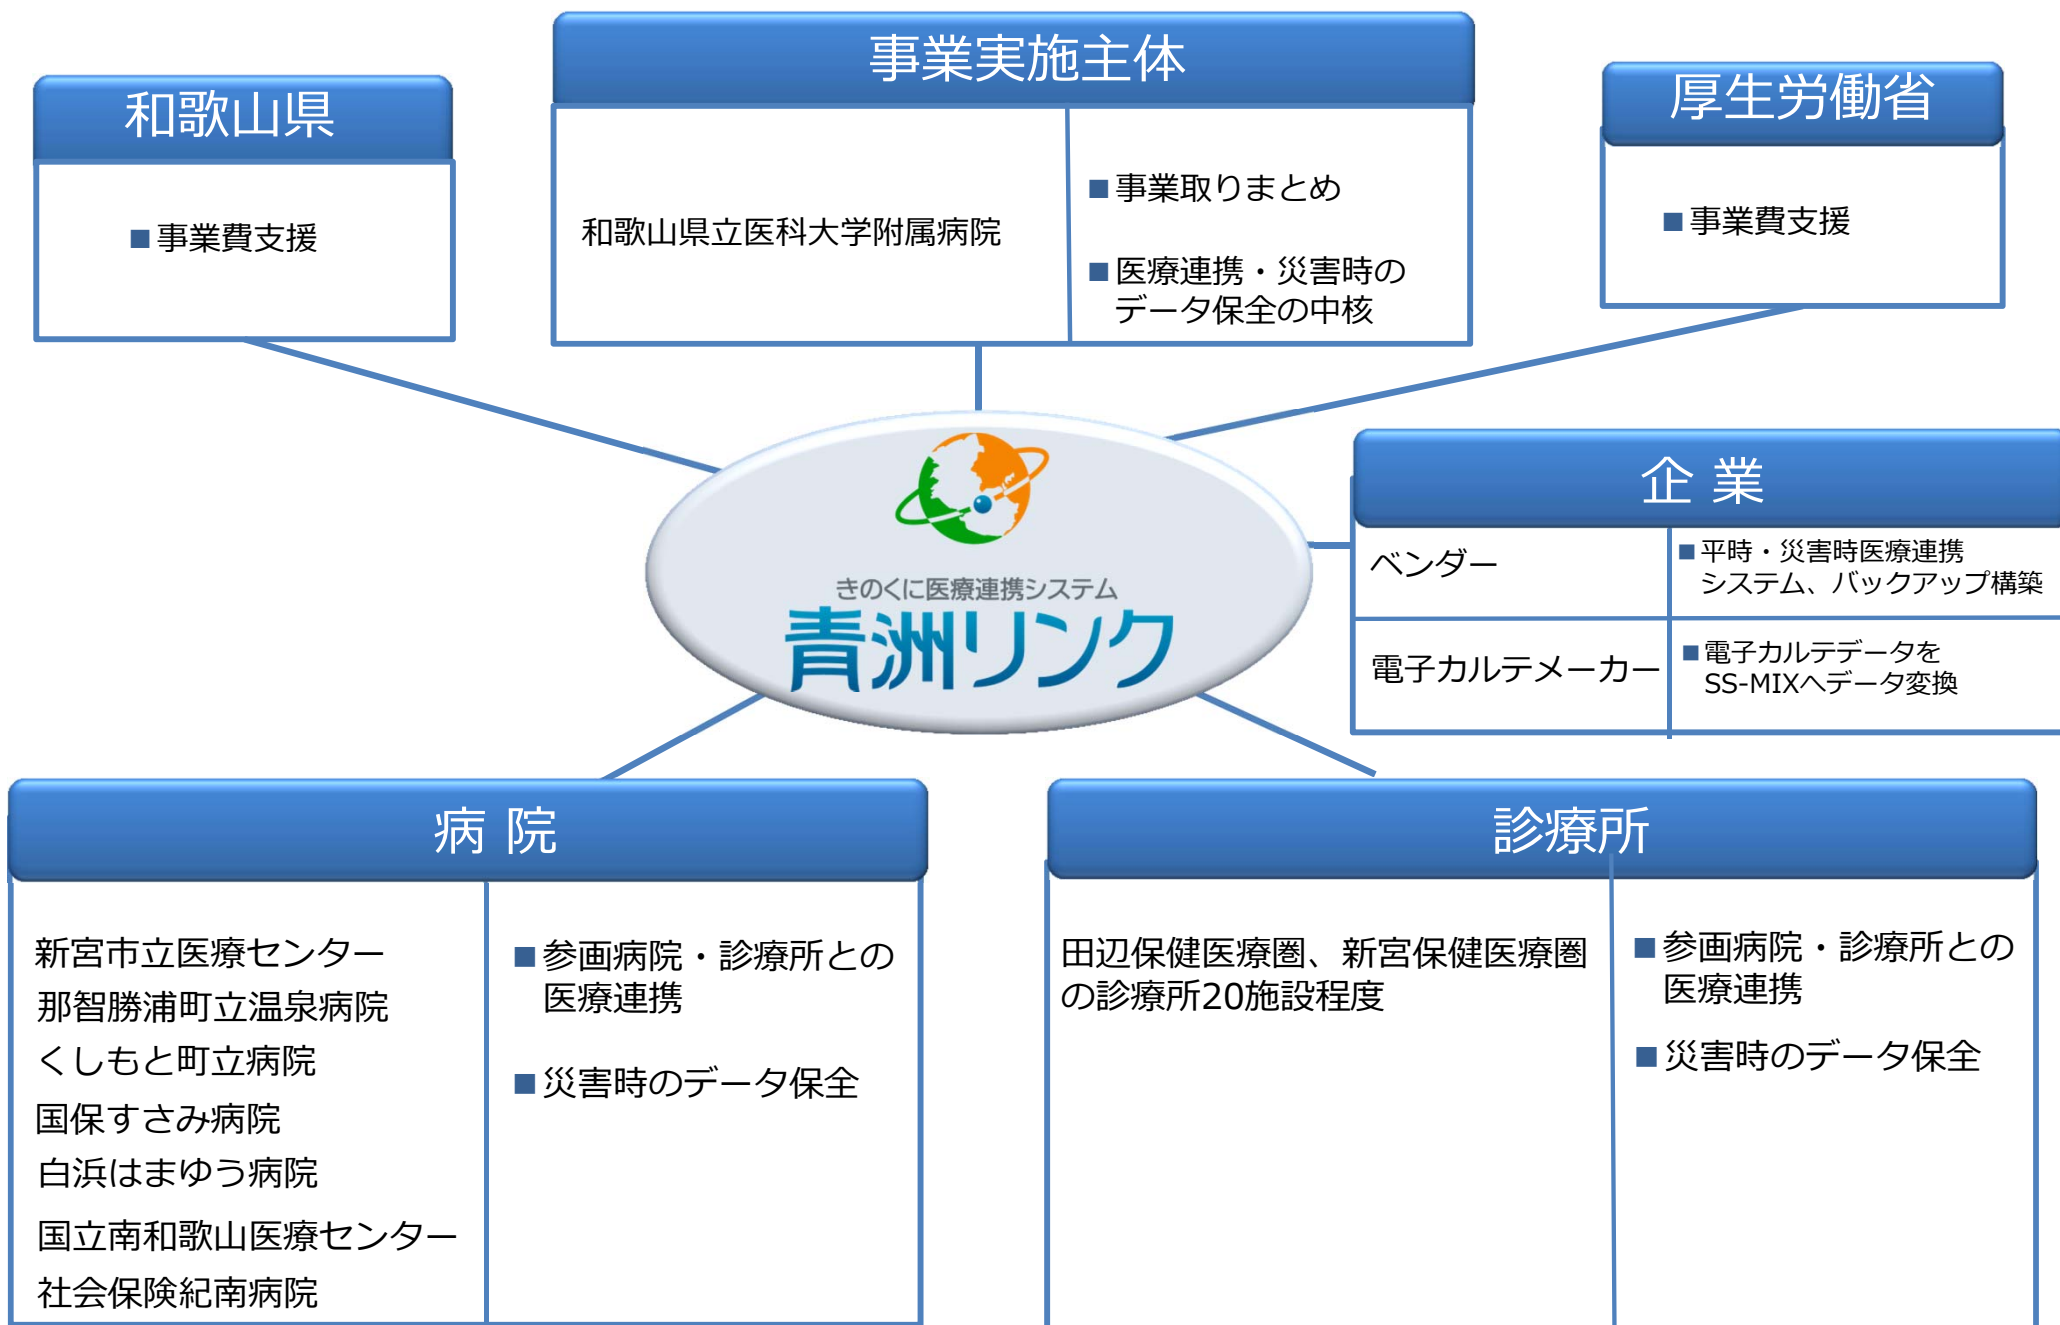 和歌山県
■事業費支援
事業実施主体
和歌山県立医科大学附属病院
■事業取りまとめ
■医療連携・災害時の
データ保全の中核
厚生労働省
■事業費支援
きのくに医療連携システム
青洲リンク
企 業
ベンダー
■平時・災害時医療連携
システム、バックアップ構築
電子カルテメーカー
■電子カルテデータを
SS-MIXへデータ変換
病 院
新宮市立医療センター
那智勝浦町立温泉病院
くしもと町立病院
国保すさみ病院
白浜はまゆう病院
国立南和歌山医療センター
社会保険紀南病院
■参画病院・診療所との
医療連携
■災害時のデータ保全
診療所
田辺保健医療圏、新宮保健医療圏
の診療所20施設程度
■参画病院・診療所との
医療連携
■災害時のデータ保全